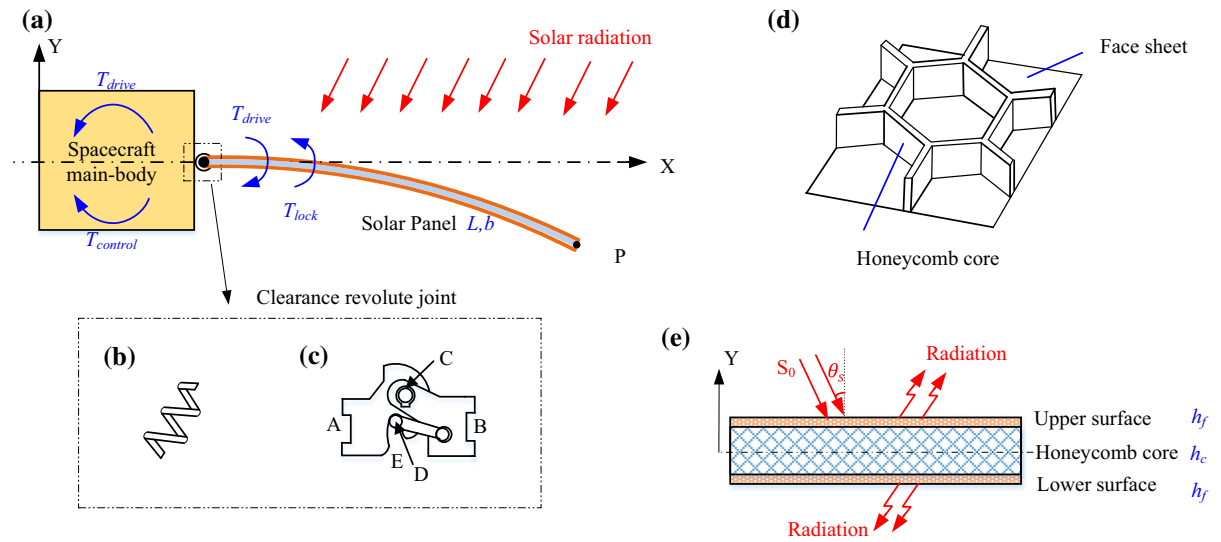 (a)
Y
T_drive
Spacecraft
main-body
T_control
T_drive
T_lock
Solar radiation
X
Solar Panel L,b
P
Clearance revolute joint
(b)
(c)
C
A
B
E
D
(d)
Face sheet
Honeycomb core
(e)
Y
S₀
θₛ
Radiation
Upper surface h_f
Honeycomb core h_c
Lower surface h_f
Radiation